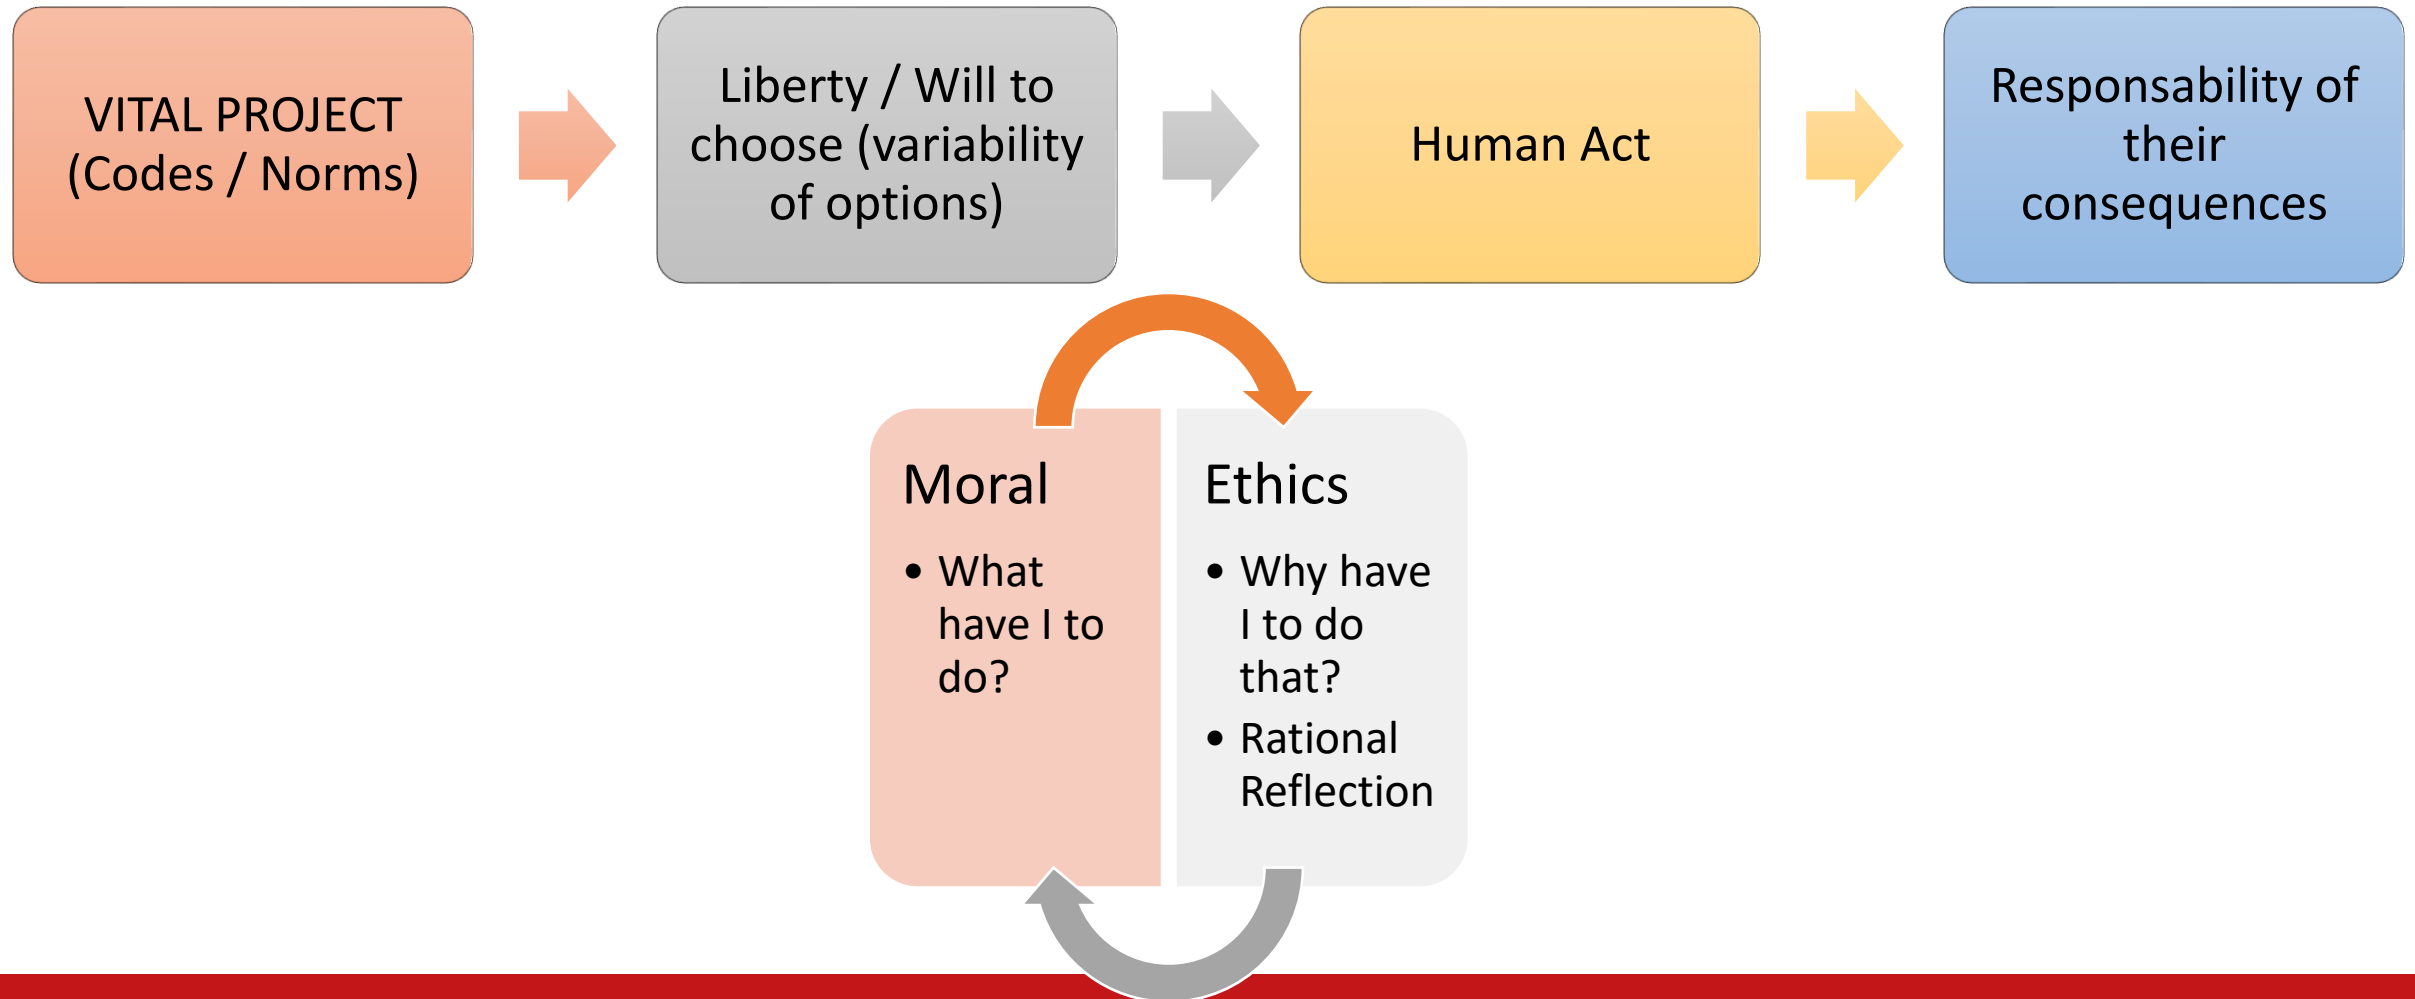 VITAL PROJECT
(Codes / Norms)
Liberty / Will to
choose (variability
of options)
Human Act
Responsability of
their
consequences
Moral
• What
have I to
do?
Ethics
• Why have
I to do
that?
• Rational
Reflection